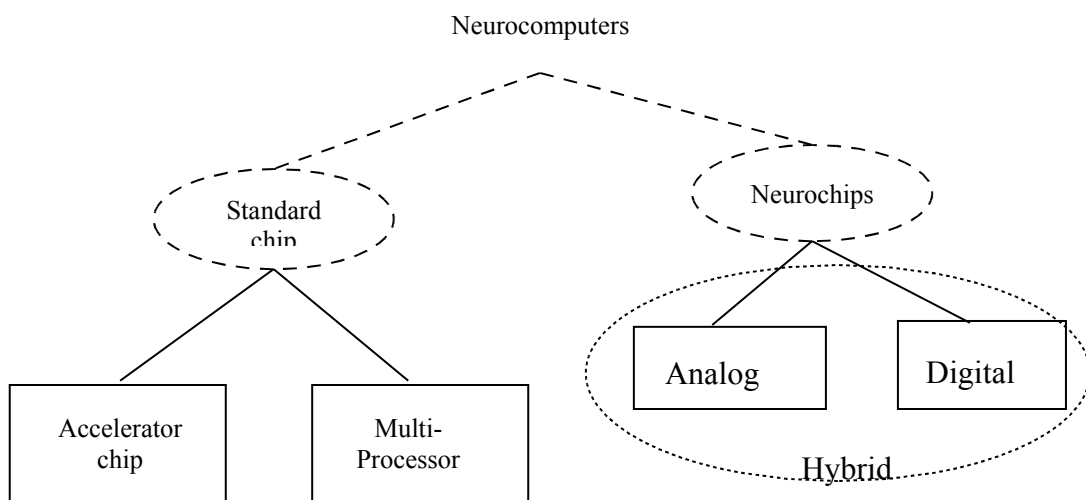 Neurocomputers
Standard
chip
Neurochips
Analog
Digital
Accelerator
chip
Multi-
Processor
Hybrid